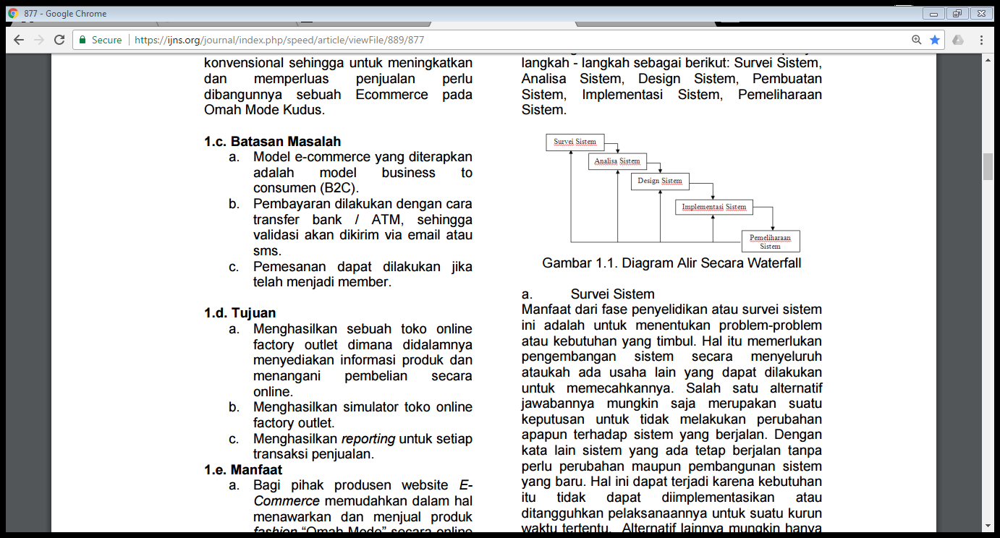 877 - Google Chrome
Secure
https://ijns.org/journal/index.php/speed/article/viewFile/889/877
konvensional sehingga untuk meningkatkan
dan memperluas penjualan perlu
dibangunnya sebuah Ecommerce pada
Omah Mode Kudus.
1.c. Batasan Masalah
a. Model e-commerce yang diterapkan
adalah model business to
consumen (B2C).
b. Pembayaran dilakukan dengan cara
transfer bank / ATM, sehingga
validasi akan dikirim via email atau
sms.
c. Pemesanan dapat dilakukan jika
telah menjadi member.
1.d. Tujuan
a. Menghasilkan sebuah toko online
factory outlet dimana didalamnya
menyediakan informasi produk dan
menangani pembelian secara
online.
b. Menghasilkan simulator toko online
factory outlet.
c. Menghasilkan reporting untuk setiap
transaksi penjualan.
1.e. Manfaat
a. Bagi pihak produsen website E-
Commerce memudahkan dalam hal
menawarkan dan menjual produk
fashion "Omah Mode" secara online
langkah - langkah sebagai berikut: Survei Sistem,
Analisa Sistem, Design Sistem, Pembuatan
Sistem, Implementasi Sistem, Pemeliharaan
Sistem.
Survei Sistem
Analisa Sistem
Design Sistem
Implementasi Sistem
Pemeliharaan
Sistem
Gambar 1.1. Diagram Alir Secara Waterfall
a. Survei Sistem
Manfaat dari fase penyelidikan atau survei sistem
ini adalah untuk menentukan problem-problem
atau kebutuhan yang timbul. Hal itu memerlukan
pengembangan sistem secara menyeluruh
ataukah ada usaha lain yang dapat dilakukan
untuk memecahkannya. Salah satu alternatif
jawabannya mungkin saja merupakan suatu
keputusan untuk tidak melakukan perubahan
apapun terhadap sistem yang berjalan. Dengan
kata lain sistem yang ada tetap berjalan tanpa
perlu perubahan maupun pembangunan sistem
yang baru. Hal ini dapat terjadi karena kebutuhan
itu tidak dapat diimplementasikan atau
ditangguhkan pelaksanaannya untuk suatu kurun
waktu tertentu. Alternatif lainnya mungkin hanya